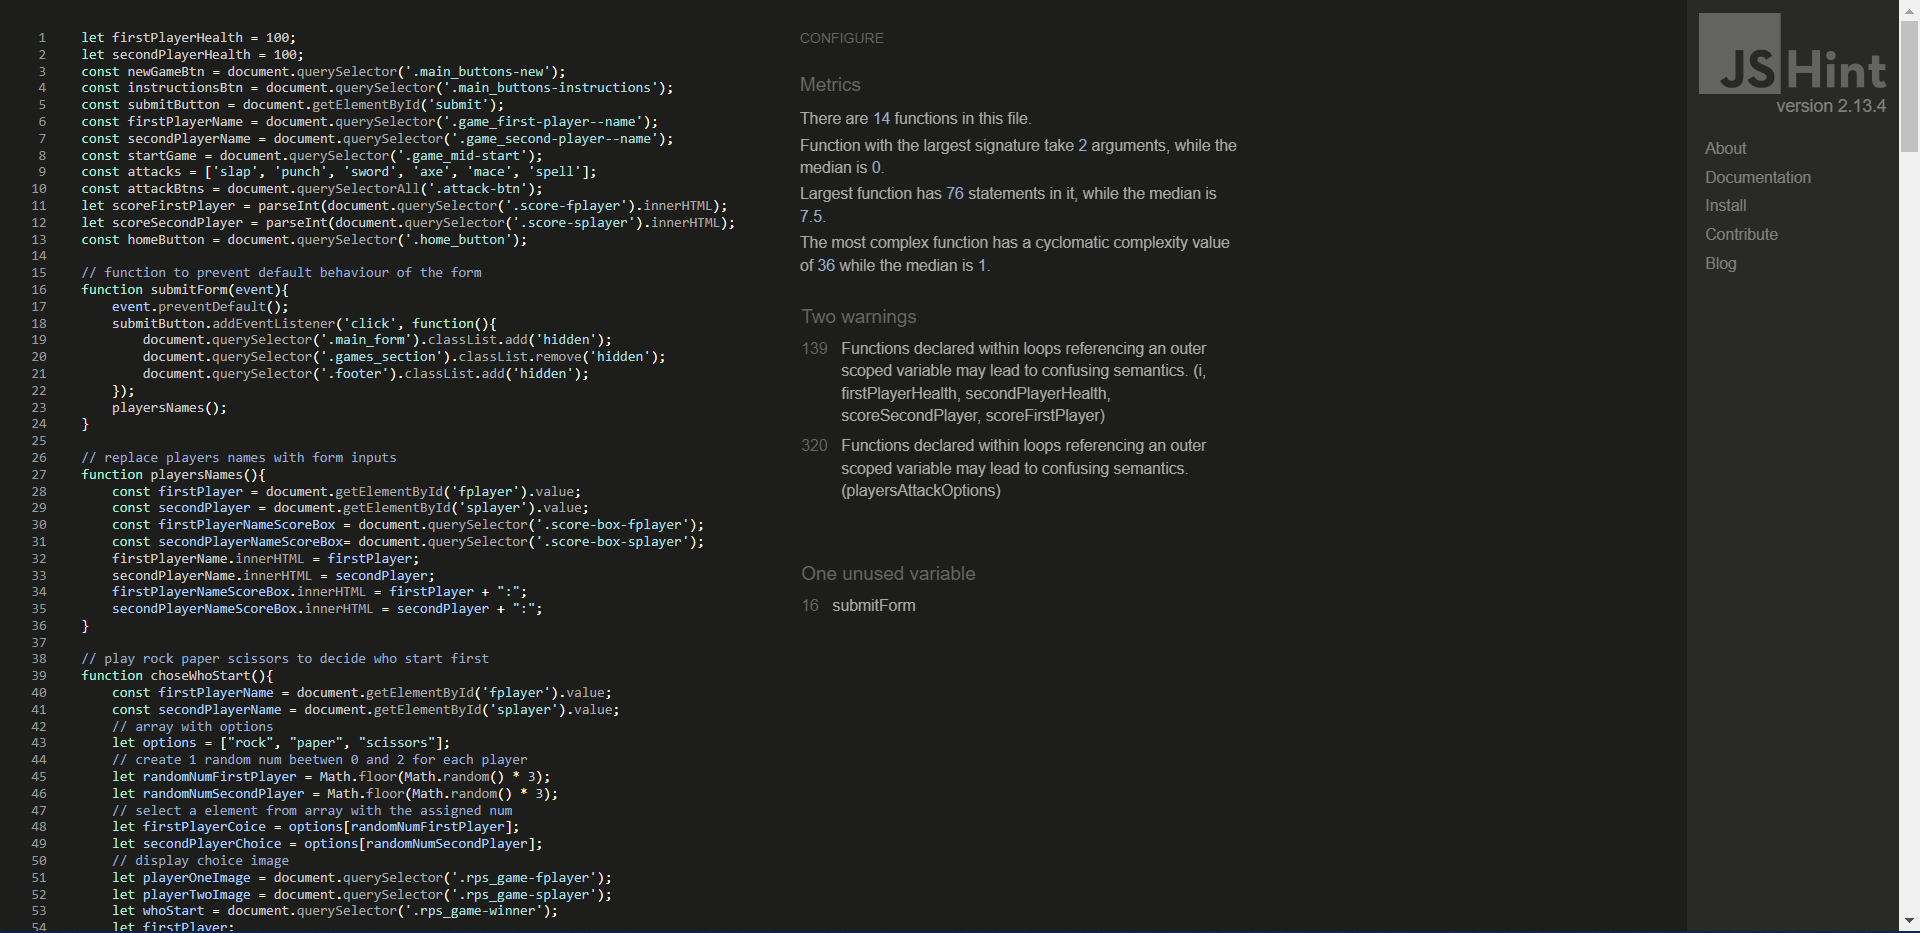 1 let firstPlayerHealth = 100;
2 let secondPlayerHealth = 100;
3 const newGameBtn = document.querySelector('.main_buttons-new');
4 const instructionsBtn = document.querySelector('.main_buttons-instructions');
5 const submitButton = document.getElementById('submit');
6 const firstPlayerName = document.querySelector('.game_first-player--name');
7 const secondPlayerName = document.querySelector('.game_second-player--name');
8 const startGame = document.querySelector('.game_mid-start');
9 const attacks = ['slap', 'punch', 'sword', 'axe', 'mace', 'spell'];
10 const attackBtns = document.querySelectorAll('.attack-btn');
11 let scoreFirstPlayer = parseInt(document.querySelector('.score-fplayer').innerHTML);
12 let scoreSecondPlayer = parseInt(document.querySelector('.score-splayer').innerHTML);
13 const homeButton = document.querySelector('.home_button');
14
15 // function to prevent default behaviour of the form
16 function submitForm(event){
17 event.preventDefault();
18 submitButton.addEventListener('click', function(){
19 document.querySelector('.main_form').classList.add('hidden');
20 document.querySelector('.games_section').classList.remove('hidden');
21 document.querySelector('.footer').classList.add('hidden');
22 });
23 playersNames();
24 }
25
26 // replace players names with form inputs
27 function playersNames(){
28 const firstPlayer = document.getElementById('fplayer').value;
29 const secondPlayer = document.getElementById('splayer').value;
30 const firstPlayerNameScoreBox = document.querySelector('.score-box-fplayer');
31 const secondPlayerNameScoreBox= document.querySelector('.score-box-splayer');
32 firstPlayerName.innerHTML = firstPlayer;
33 secondPlayerName.innerHTML = secondPlayer;
34 firstPlayerNameScoreBox.innerHTML = firstPlayer + ":";
35 secondPlayerNameScoreBox.innerHTML = secondPlayer + ":";
36 }
37
38 // play rock paper scissors to decide who start first
39 function choseWhoStart(){
40 const firstPlayerName = document.getElementById('fplayer').value;
41 const secondPlayerName = document.getElementById('splayer').value;
42 // array with options
43 let options = ["rock", "paper", "scissors"];
44 // create 1 random num beetwen 0 and 2 for each player
45 let randomNumFirstPlayer = Math.floor(Math.random() * 3);
46 let randomNumSecondPlayer = Math.floor(Math.random() * 3);
47 // select a element from array with the assigned num
48 let firstPlayerCoice = options[randomNumFirstPlayer];
49 let secondPlayerChoice = options[randomNumSecondPlayer];
50 // display choice image
51 let playerOneImage = document.querySelector('.rps_game-fplayer');
52 let playerTwoImage = document.querySelector('.rps_game-splayer');
53 let whoStart = document.querySelector('.rps_game-winner');
54 let firstPlayer;
CONFIGURE
Metrics
There are 14 functions in this file.
Function with the largest signature take 2 arguments, while the
median is 0.
Largest function has 76 statements in it, while the median is
7.5.
The most complex function has a cyclomatic complexity value
of 36 while the median is 1.
Two warnings
139 Functions declared within loops referencing an outer
scoped variable may lead to confusing semantics. (i,
firstPlayerHealth, secondPlayerHealth,
scoreSecondPlayer, scoreFirstPlayer)
320 Functions declared within loops referencing an outer
scoped variable may lead to confusing semantics.
(playersAttackOptions)
One unused variable
16 submitForm
JSHint
version 2.13.4
About
Documentation
Install
Contribute
Blog